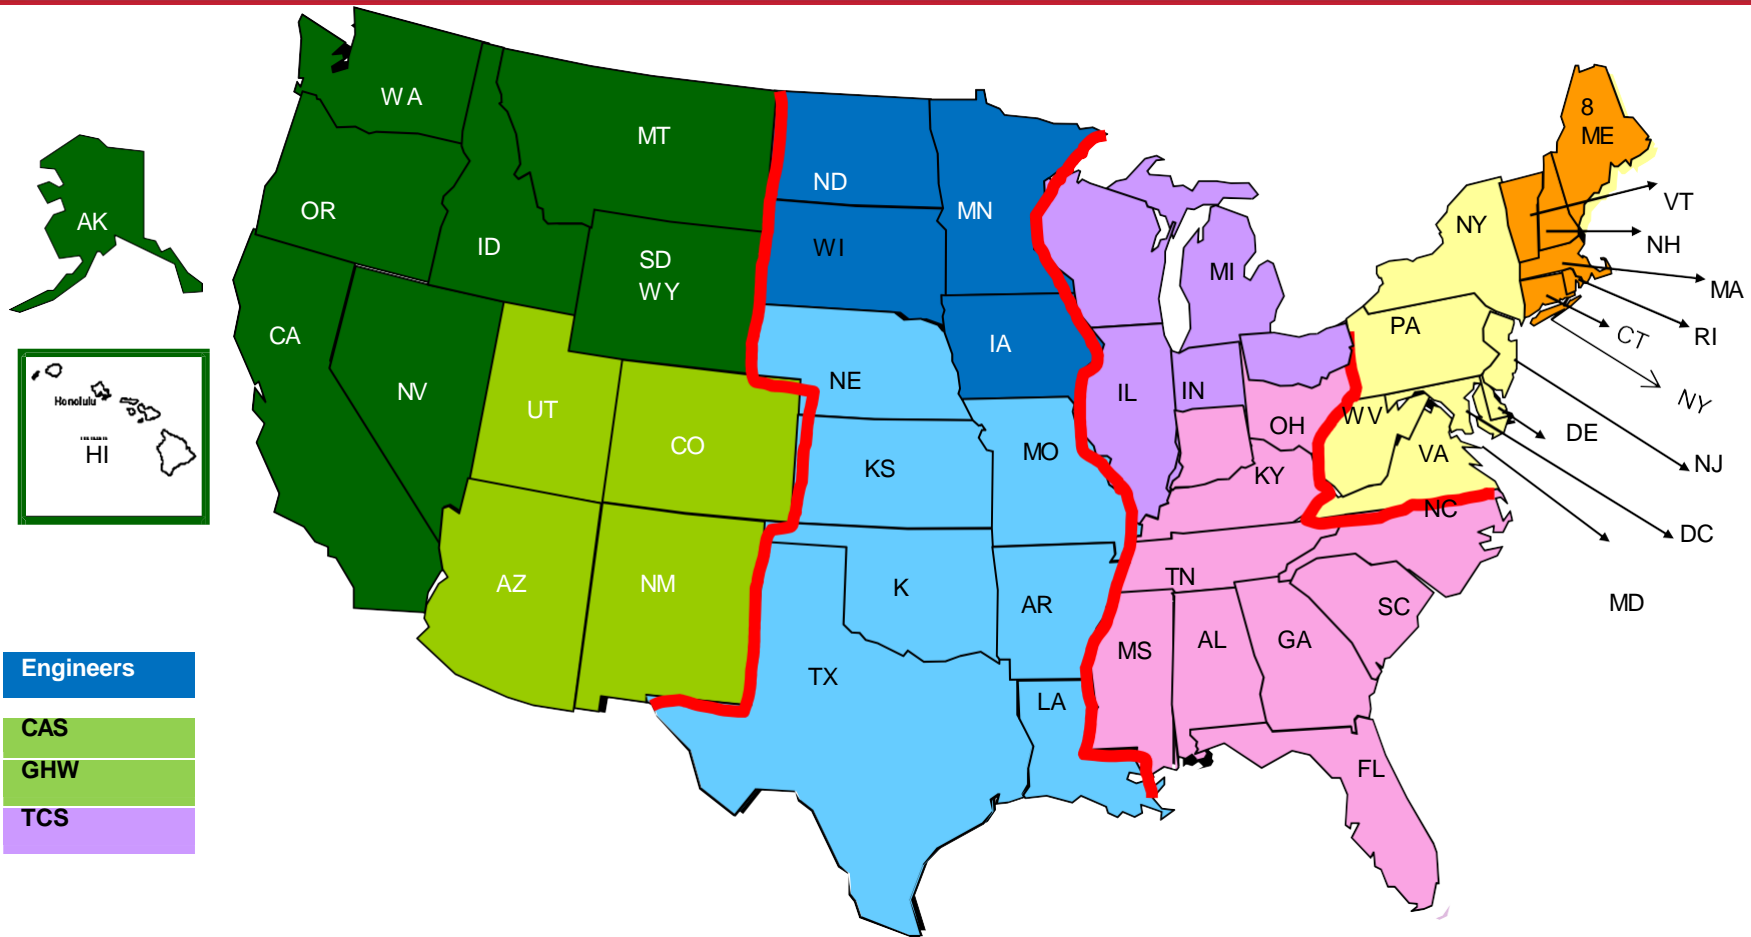 8
ME
WA
MT
VT
ND
OR
MN
AK
NY
NH
ID
WI
SD
WY
MI
MA
CA
PA
CT
RI
IA
NE
NV
IL
IN
NY
Honolulu
UT
WV
OH
DE
CO
MO
VA
HI
KS
KY
NJ
NC
DC
AZ
NM
K
TN
AR
SC
MD
MS
AL
GA
Engineers
TX
LA
CAS
GHW
FL
TCS